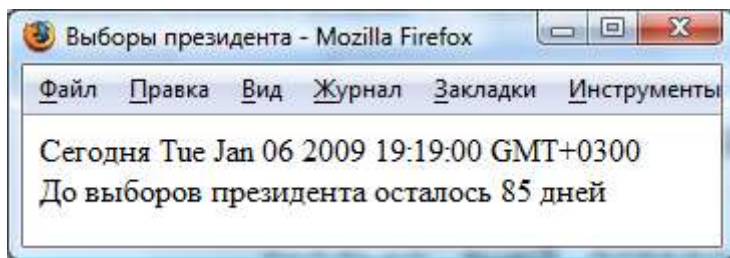 Выборы президента - Mozilla Firefox
Файл Правка Вид Журнал Закладки Инструменты
Сегодня Tue Jan 06 2009 19:19:00 GMT+0300
До выборов президента осталось 85 дней